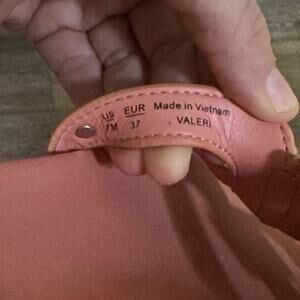 US EUR Made in Vietnam
7M 37 . VALERI